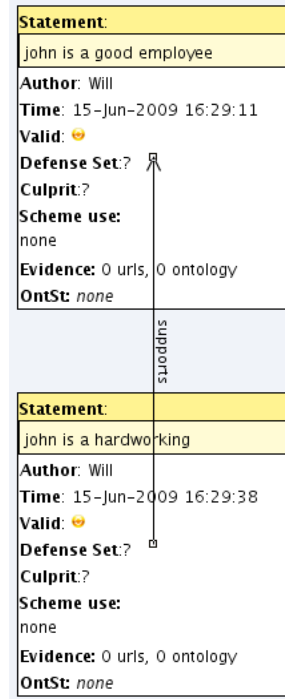 Statement:
john is a good employee
Author: Will
Time: 15-Jun-2009 16:29:11
Valid:
Defense Set:?
Culprit:?
Scheme use:
none
Evidence: 0 urls, 0 ontology
OntSt: none
supports
Statement:
john is a hardworking
Author: Will
Time: 15-Jun-2009 16:29:38
Valid:
Defense Set:?
Culprit:?
Scheme use:
none
Evidence: 0 urls, 0 ontology
OntSt: none